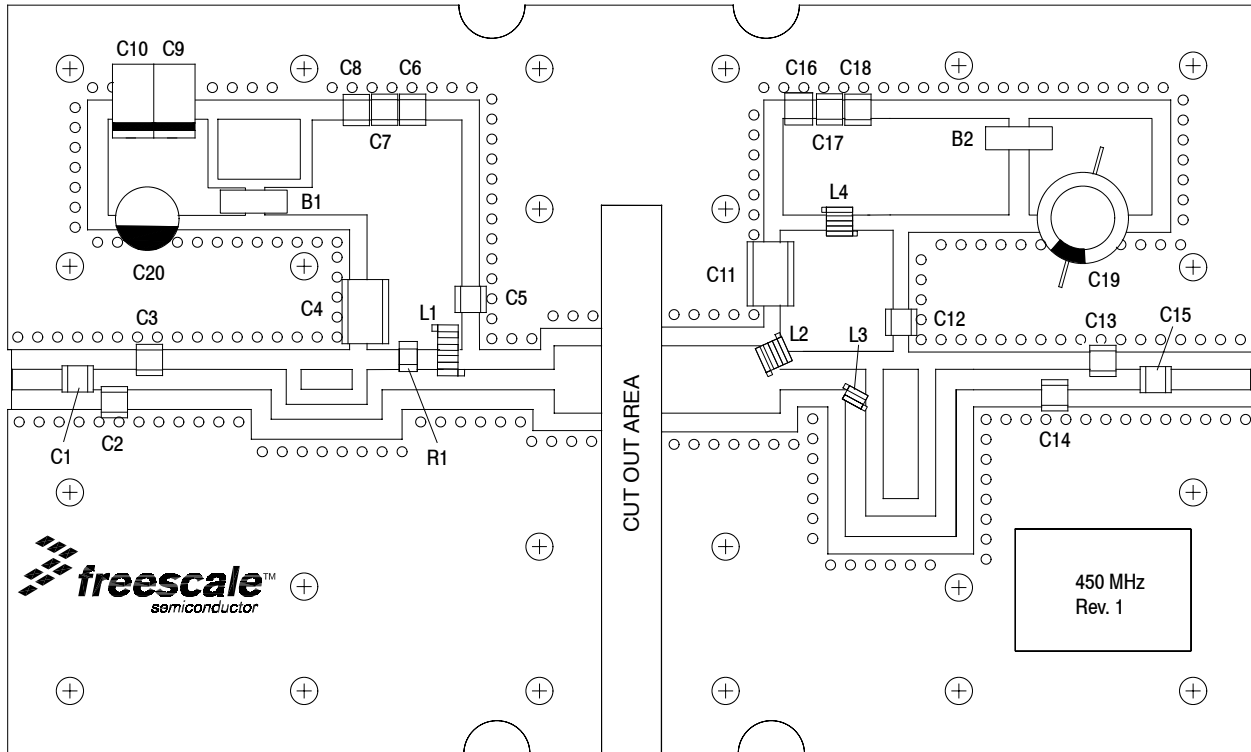 C10 C9
C8 C6
C7
B1
C20
C3
C4
L1
C5
C1
C2
R1
CUT OUT AREA
C16 C18
C17
B2
L4
C11
C19
L2
L3
C12
C13
C15
C14
freescale™
semiconductor
450 MHz
Rev. 1